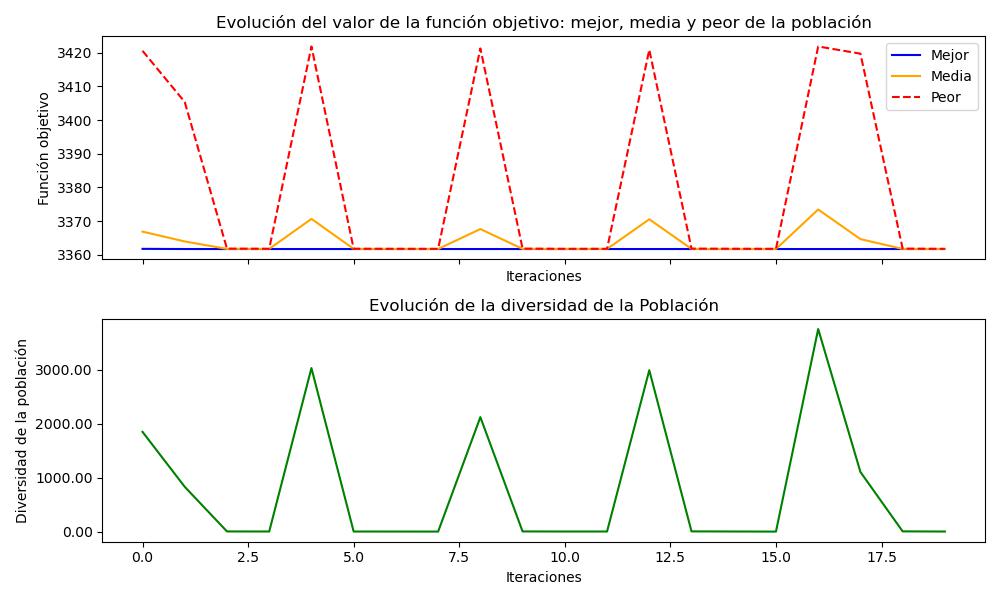 Evolución del valor de la función objetivo: mejor, media y peor de la población
Función objetivo
3420
3410
3400
3390
3380
3370
3360
Mejor
Media
Peor
Iteraciones
Evolución de la diversidad de la Población
Diversidad de la población
3000.00
2000.00
1000.00
0.00
0.0 2.5 5.0 7.5 10.0 12.5 15.0 17.5
Iteraciones